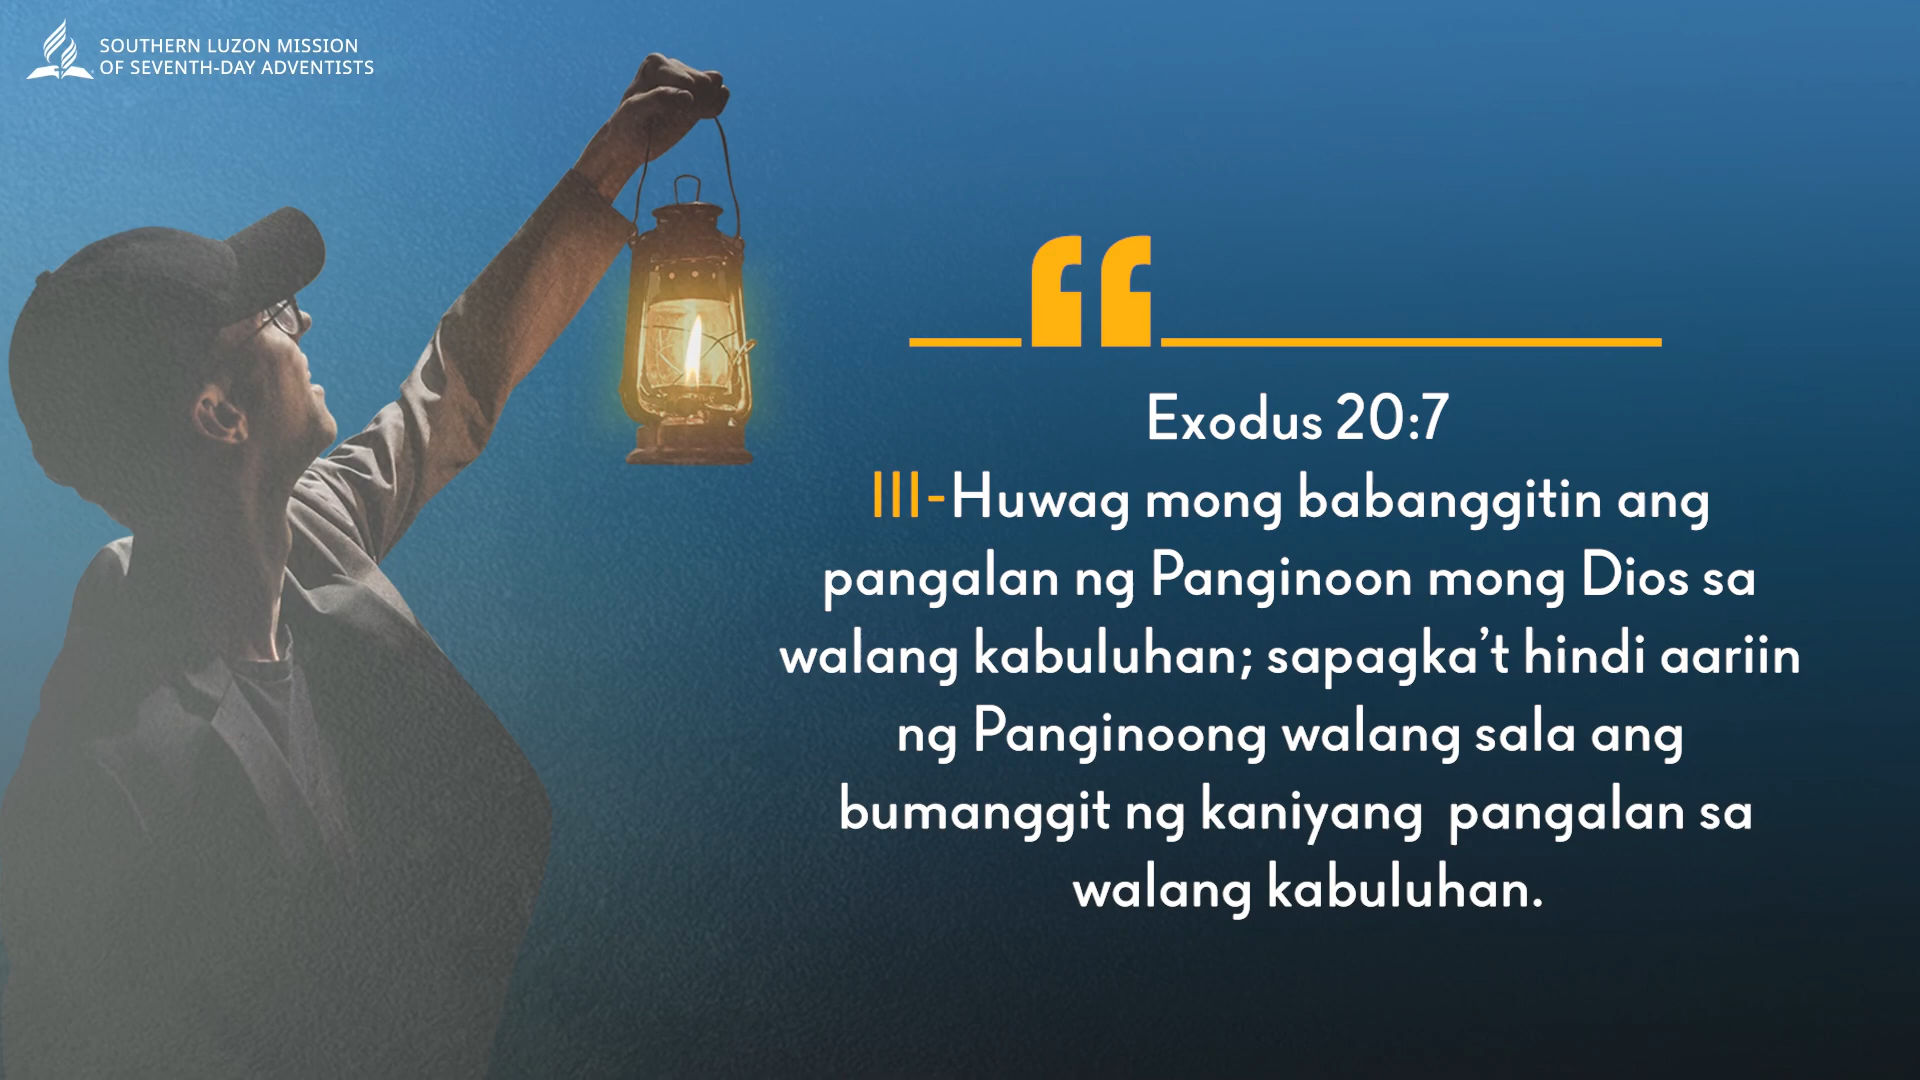 SOUTHERN LUZON MISSION
OF SEVENTH-DAY ADVENTISTS
“
Exodus 20:7
III-Huwag mong babanggitin ang
pangalan ng Panginoon mong Dios sa
walang kabuluhan; sapagka’t hindi aariin
ng Panginoong walang sala ang
bumanggit ng kaniyang  pangalan sa
walang kabuluhan.